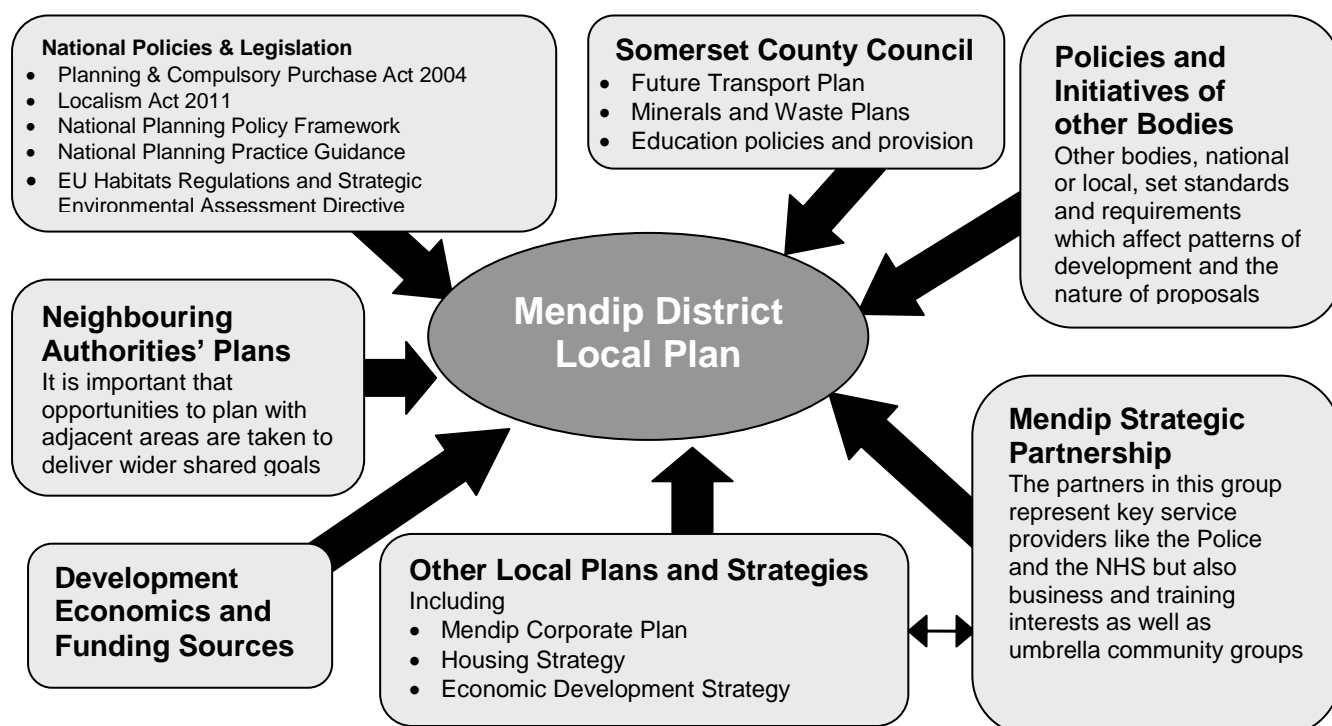 National Policies & Legislation
• Planning & Compulsory Purchase Act 2004
• Localism Act 2011
• National Planning Policy Framework
• National Planning Practice Guidance
• EU Habitats Regulations and Strategic
Environmental Assessment Directive
Somerset County Council
• Future Transport Plan
• Minerals and Waste Plans
• Education policies and provision
Policies and
Initiatives of
other Bodies
Other bodies, national
or local, set standards
and requirements
which affect patterns of
development and the
nature of proposals
Mendip District
Local Plan
Neighbouring
Authorities’ Plans
It is important that
opportunities to plan with
adjacent areas are taken to
deliver wider shared goals
Mendip Strategic
Partnership
The partners in this group
represent key service
providers like the Police
and the NHS but also
business and training
interests as well as
umbrella community groups
Development
Economics and
Funding Sources
Other Local Plans and Strategies
Including
• Mendip Corporate Plan
• Housing Strategy
• Economic Development Strategy